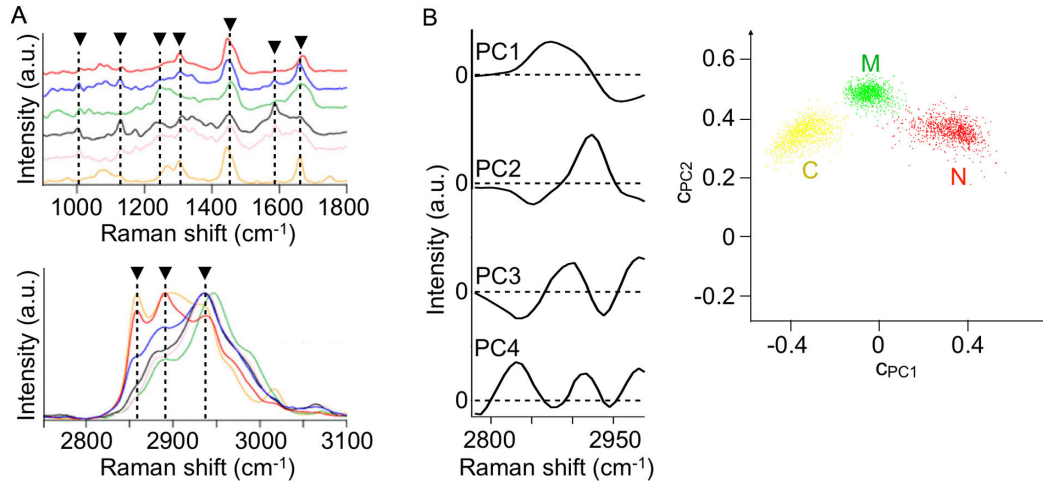 A
Intensity (a.u.)
1000 1200 1400 1600 1800
Raman shift (cm-1)
Intensity (a.u.)
2800 2900 3000 3100
Raman shift (cm-1)
B
Intensity (a.u.)
PC1
0
PC2
0
PC3
0
PC4
0
2800 2950
Raman shift (cm-1)
cPC2
0.6
0.4
0.2
0
-0.2
M
C
N
-0.4 0 0.4
cPC1